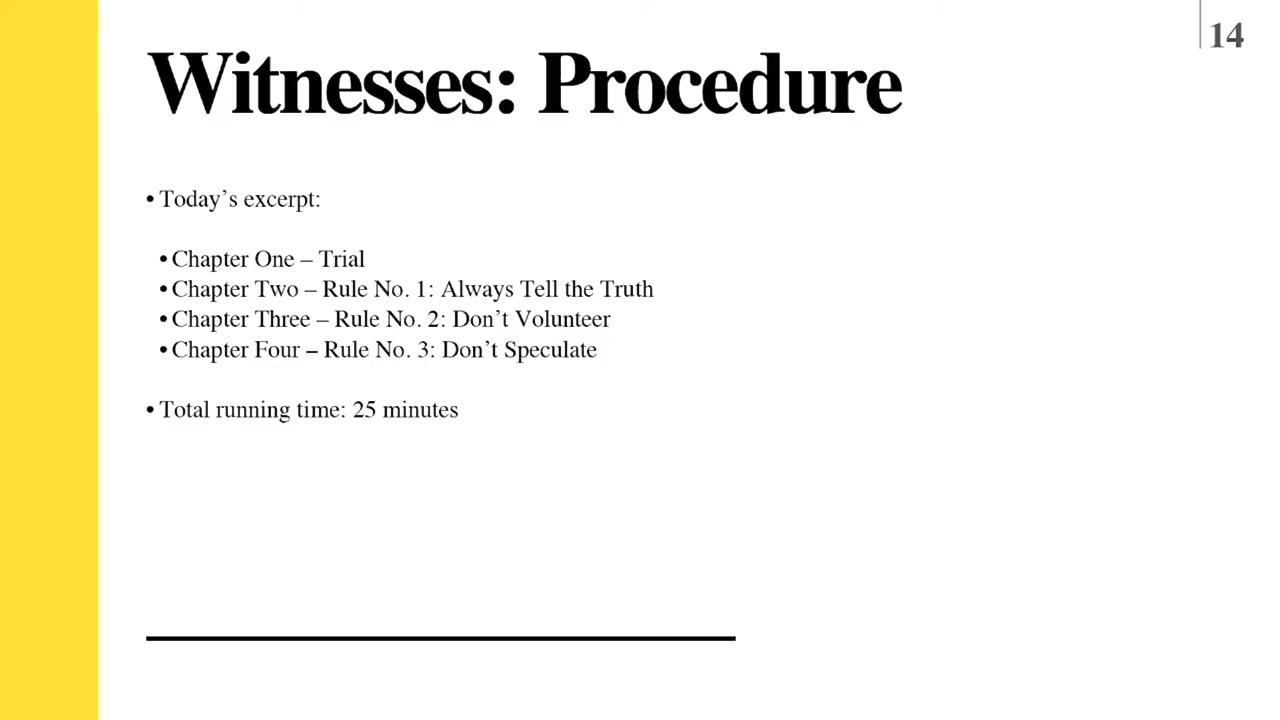 14
Witnesses: Procedure
• Today’s excerpt:
• Chapter One – Trial
• Chapter Two – Rule No. 1: Always Tell the Truth
• Chapter Three – Rule No. 2: Don’t Volunteer
• Chapter Four – Rule No. 3: Don’t Speculate
• Total running time: 25 minutes